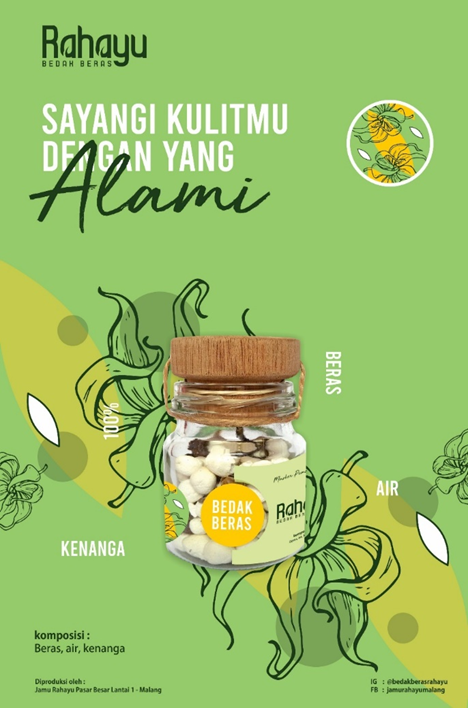 Rahayu
BEDAK BERAS
SAYANGI KULITMU
DENGAN YANG
Alami
BERAS
100%
AIR
KENANGA
BEDAK
BERAS
komposisi :
Beras, air, kenanga
Diproduksi oleh :
Jamu Rahayu Pasar Besar Lantai 1 - Malang
IG : @bedakberasrahayu
FB : jamurahayumalang